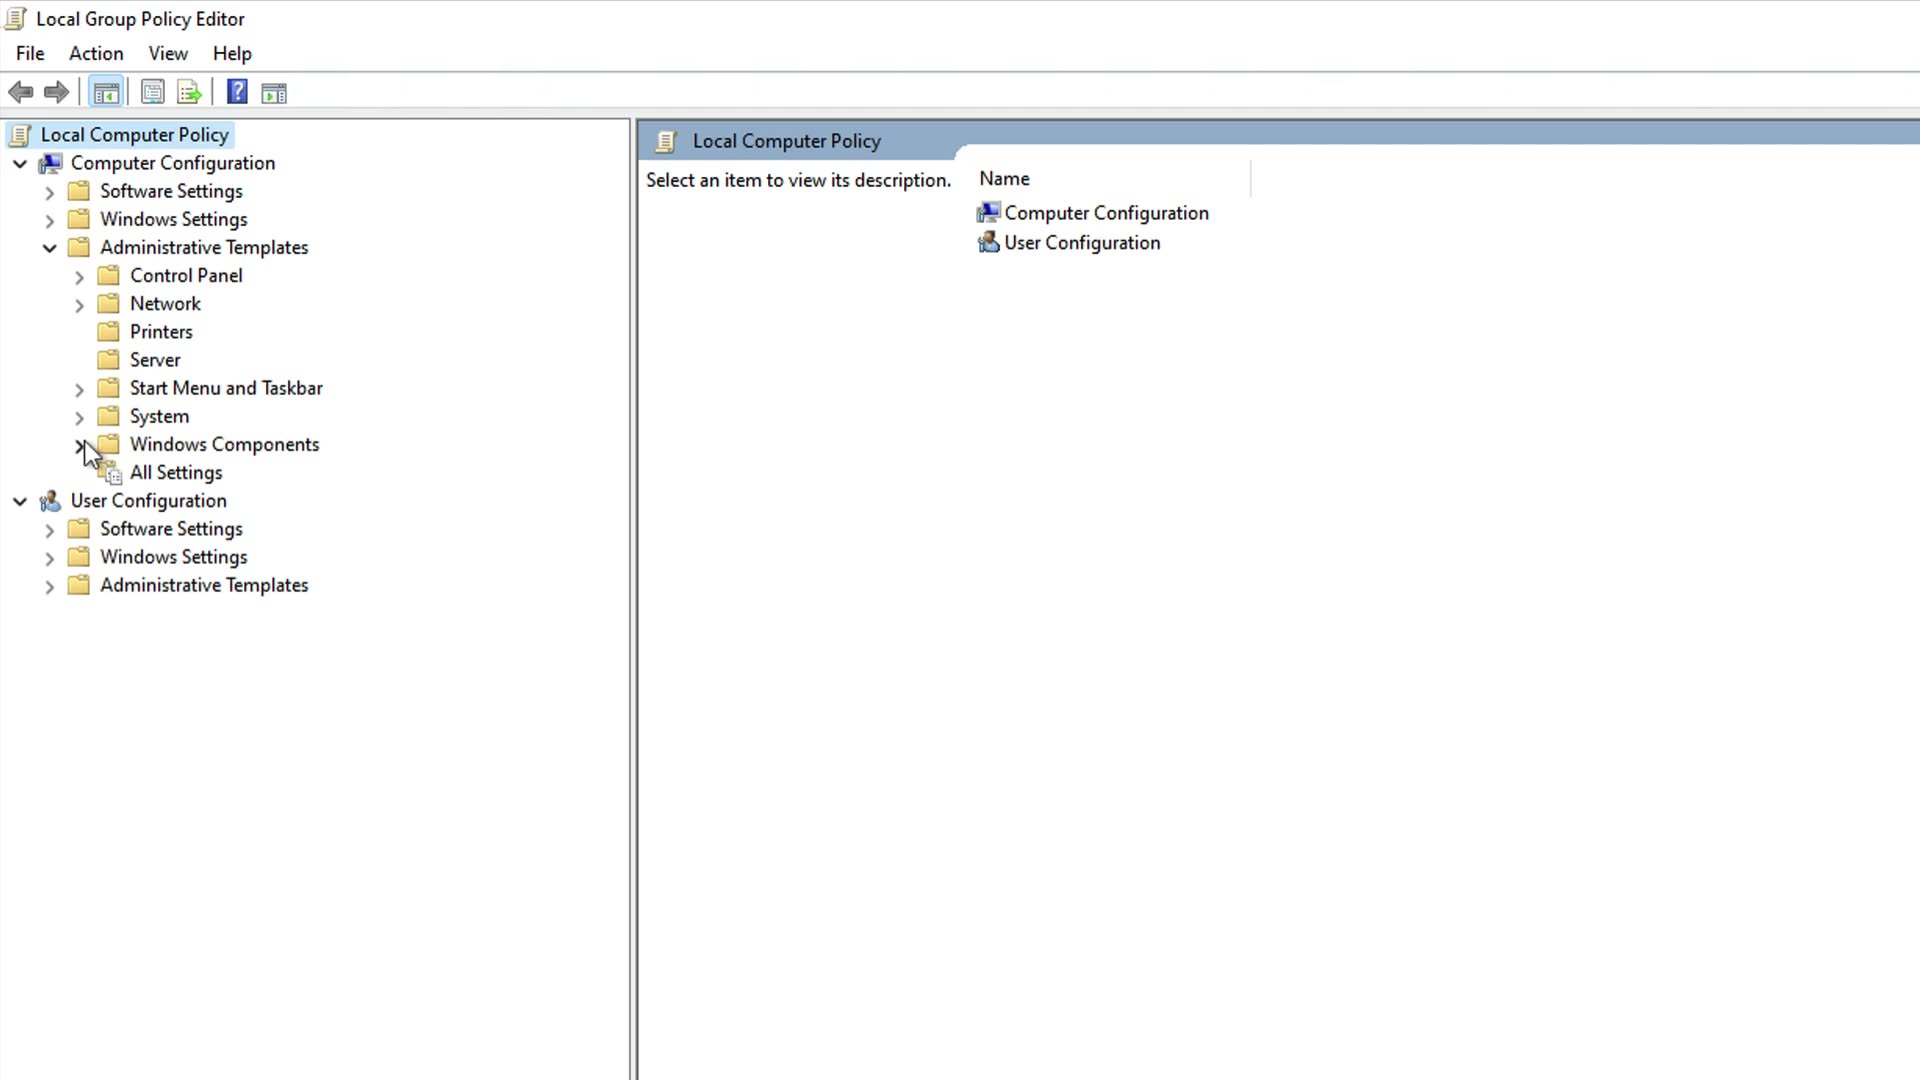 Local Group Policy Editor
File Action View Help
Local Computer Policy
Computer Configuration
Software Settings
Windows Settings
Administrative Templates
Control Panel
Network
Printers
Server
Start Menu and Taskbar
System
Windows Components
All Settings
User Configuration
Software Settings
Windows Settings
Administrative Templates
Local Computer Policy
Select an item to view its description.
Name
Computer Configuration
User Configuration